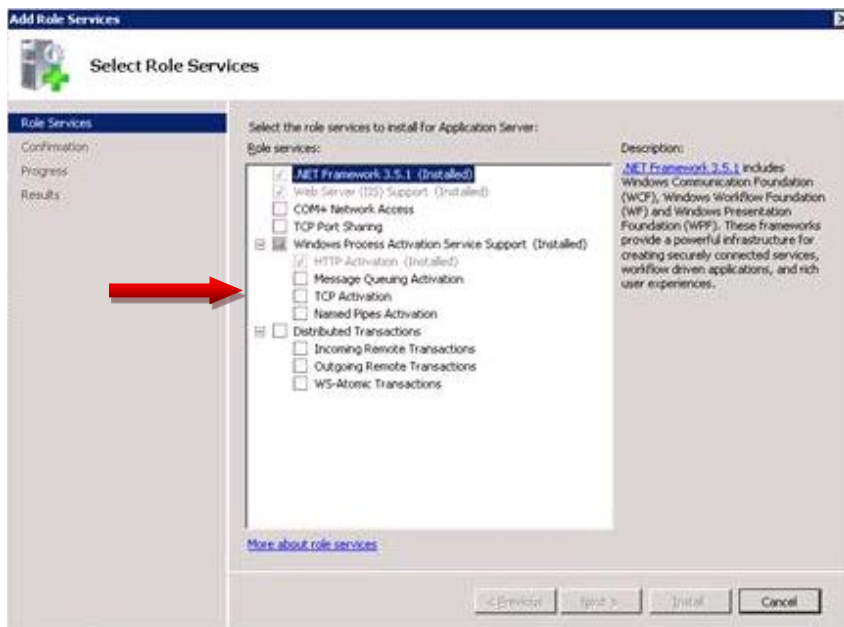 Add Role Services
Select Role Services
Role Services
Confirmation
Progress
Results
Select the role services to install for Application Server:
Role services:
.NET Framework 3.5.1 (Installed)
Web Server (IIS) Support (Installed)
COM+ Network Access
TCP Port Sharing
Windows Process Activation Service Support (Installed)
HTTP Activation (Installed)
Message Queuing Activation
TCP Activation
Named Pipes Activation
Distributed Transactions
Incoming Remote Transactions
Outgoing Remote Transactions
WS-Atomic Transactions
More about role services
Description:
.NET Framework 3.5.1 includes
Windows Communication Foundation
(WCF), Windows Workflow Foundation
(WF) and Windows Presentation
Foundation (WPF). These frameworks
provide a powerful infrastructure for
creating securely connected services,
workflow driven applications, and rich
user experiences.
< Previous
Next >
Install
Cancel